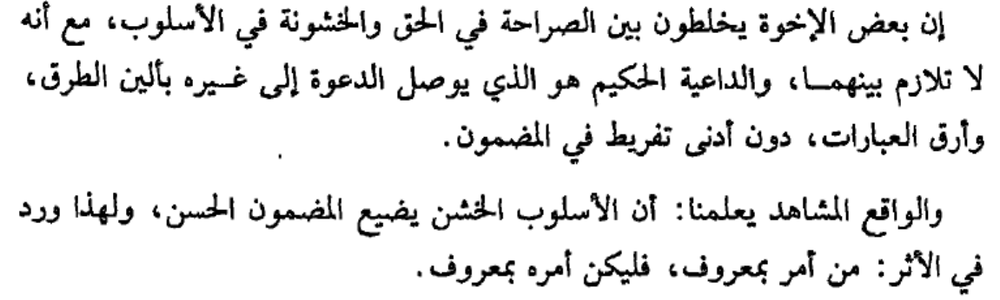 إن بعض الإخوة يخلطون بين الصراحة في الحق والخشونة في الأسلوب، مع أنه
لا تلازم بينهمـا، والداعية الحكيم هو الذي يوصل الدعوة إلى غـيره بألين الطرق،
وأرق العبارات، دون أدنى تفريط في المضمون.
والواقع المشاهد يعلمنا: أن الأسلوب الخشن يضيع المضمون الحسن، ولهذا ورد
في الأثر: من أمر بمعروف، فليكن أمره بمعروف.